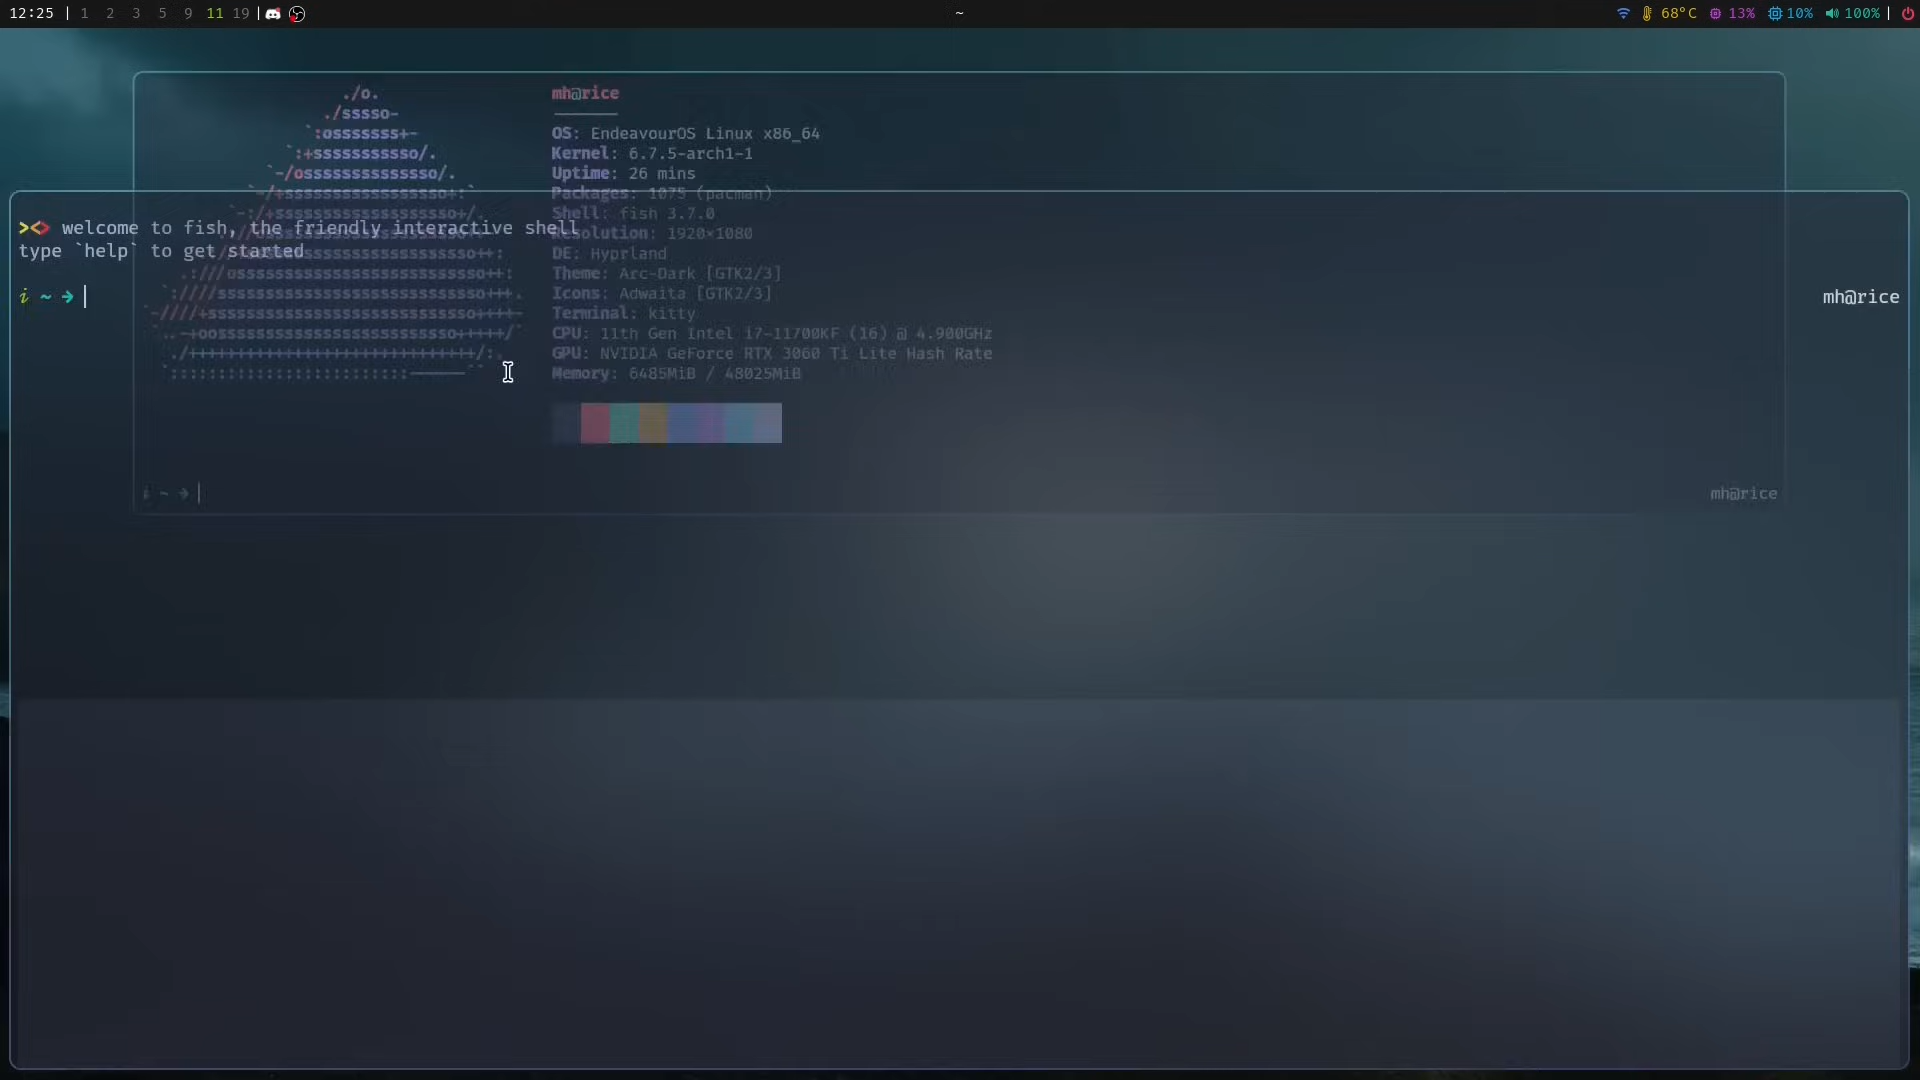 12:25 | 1 2 3 5 9 11 19 |
~
68°C 13% 10% 100% |
mh@rice
OS: EndeavourOS Linux x86_64
Kernel: 6.7.5-arch1-1
Uptime: 26 mins
Packages: 1075 (pacman)
Shell: fish 3.7.0
Resolution: 1920x1080
DE: Hyprland
Theme: Arc-Dark [GTK2/3]
Icons: Adwaita [GTK2/3]
Terminal: kitty
CPU: 11th Gen Intel i7-11700KF (16) @ 4.900GHz
GPU: NVIDIA GeForce RTX 3060 Ti Lite Hash Rate
Memory: 6485MiB / 48025MiB
i ~ → mh@rice
><> welcome to fish, the friendly interactive shell
type `help` to get started
i ~ → mh@rice